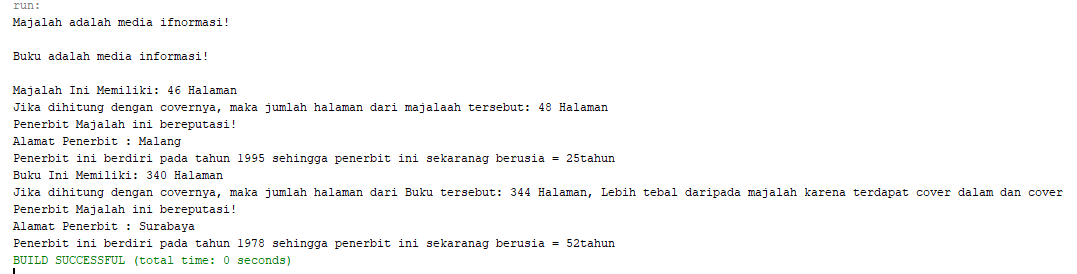 run:
Majalah adalah media ifnormasi!
Buku adalah media informasi!
Majalah Ini Memiliki: 46 Halaman
Jika dihitung dengan covernya, maka jumlah halaman dari majalaah tersebut: 48 Halaman
Penerbit Majalah ini bereputasi!
Alamat Penerbit : Malang
Penerbit ini berdiri pada tahun 1995 sehingga penerbit ini sekaranag berusia = 25tahun
Buku Ini Memiliki: 340 Halaman
Jika dihitung dengan covernya, maka jumlah halaman dari Buku tersebut: 344 Halaman, Lebih tebal daripada majalah karena terdapat cover dalam dan cover
Penerbit Majalah ini bereputasi!
Alamat Penerbit : Surabaya
Penerbit ini berdiri pada tahun 1978 sehingga penerbit ini sekaranag berusia = 52tahun
BUILD SUCCESSFUL (total time: 0 seconds)